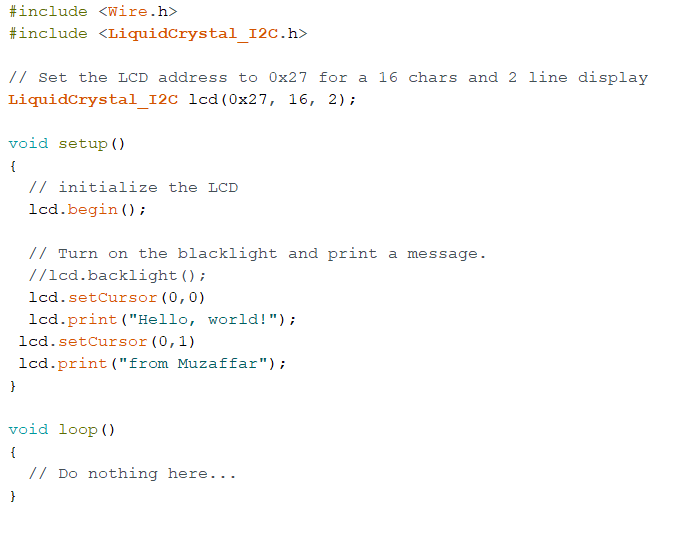 #include <Wire.h>
#include <LiquidCrystal_I2C.h>

// Set the LCD address to 0x27 for a 16 chars and 2 line display
LiquidCrystal_I2C lcd(0x27, 16, 2);

void setup()
{
  // initialize the LCD
  lcd.begin();

  // Turn on the blacklight and print a message.
  //lcd.backlight();
  lcd.setCursor(0,0)
  lcd.print("Hello, world!");
 lcd.setCursor(0,1)
 lcd.print("from Muzaffar");
}

void loop()
{
  // Do nothing here...
}